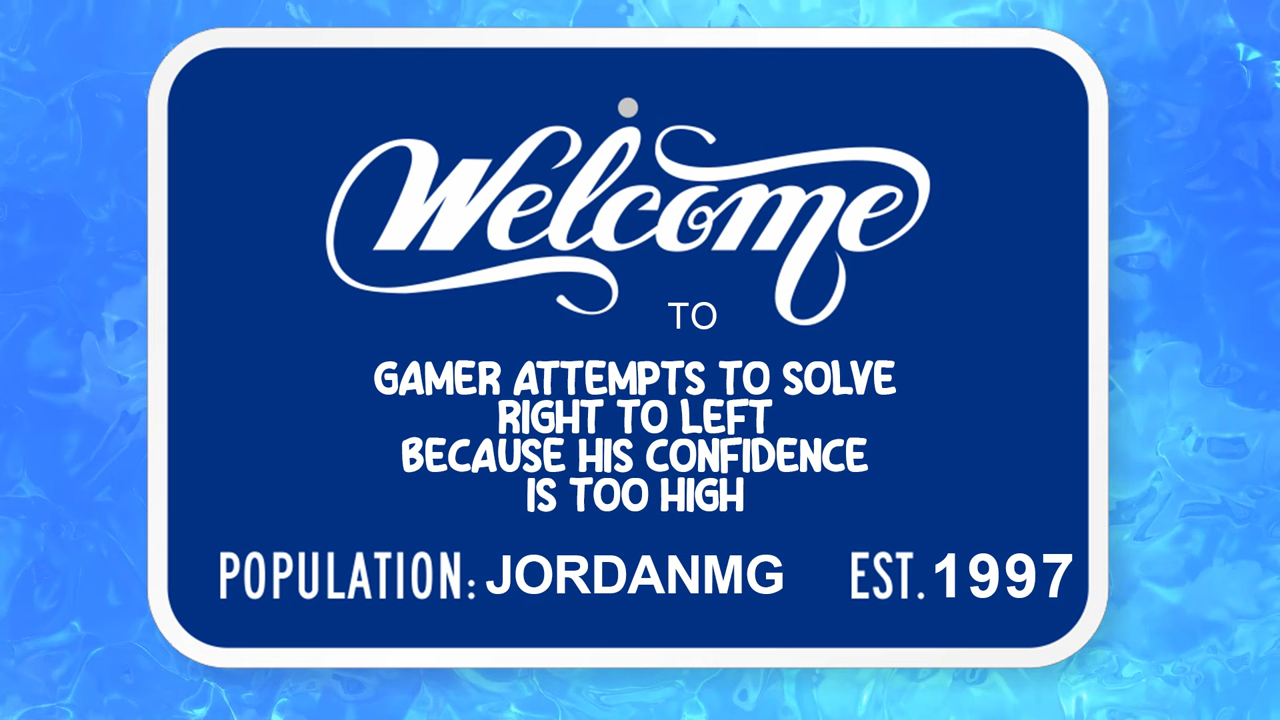 Welcome
TO
GAMER ATTEMPTS TO SOLVE
RIGHT TO LEFT
BECAUSE HIS CONFIDENCE
IS TOO HIGH
POPULATION: JORDANMG EST. 1997